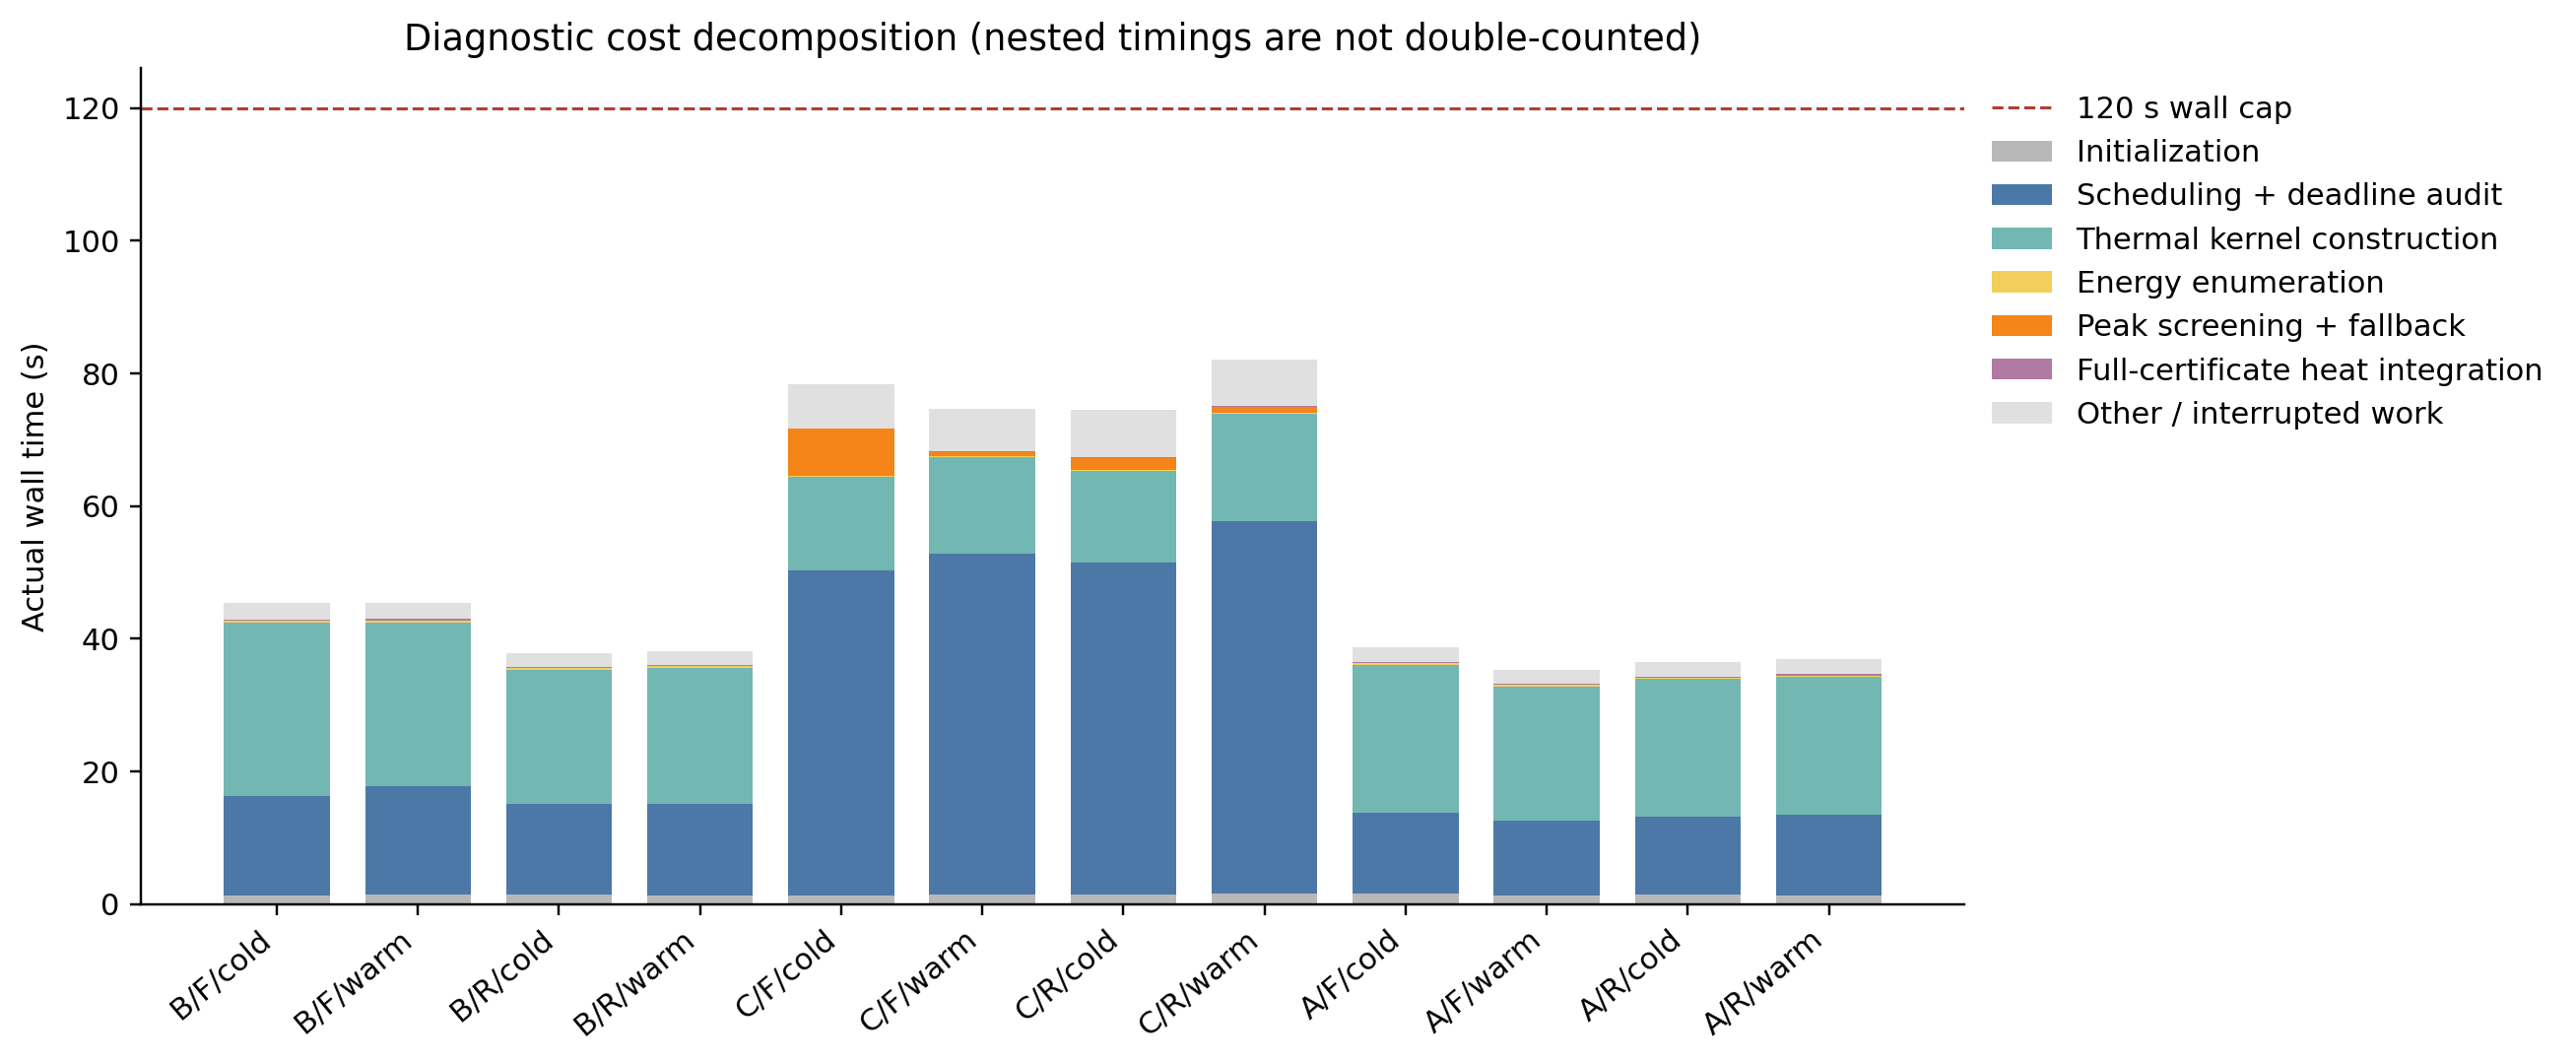 Diagnostic cost decomposition (nested timings are not double-counted)
Actual wall time (s)
120
100
80
60
40
20
0
B/F/cold
B/F/warm
B/R/cold
B/R/warm
C/F/cold
C/F/warm
C/R/cold
C/R/warm
A/F/cold
A/F/warm
A/R/cold
A/R/warm
120 s wall cap
Initialization
Scheduling + deadline audit
Thermal kernel construction
Energy enumeration
Peak screening + fallback
Full-certificate heat integration
Other / interrupted work